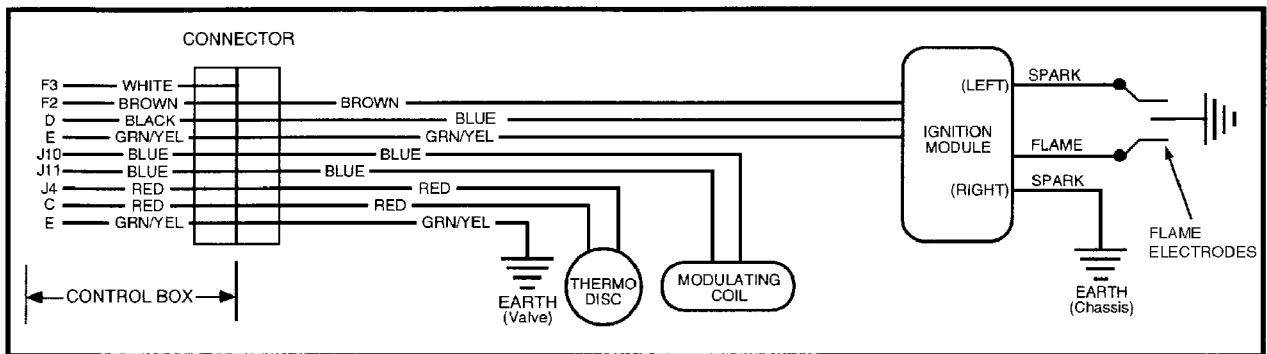 CONNECTOR
F3 WHITE
F2 BROWN BROWN
D BLACK BLUE
E GRN/YEL GRN/YEL
J10 BLUE BLUE
J11 BLUE BLUE
J4 RED RED
C RED RED
E GRN/YEL GRN/YEL
CONTROL BOX
EARTH
(Valve)
THERMO
DISC
MODULATING
COIL
(LEFT) SPARK
IGNITION
MODULE
FLAME
(RIGHT) SPARK
FLAME
ELECTRODES
EARTH
(Chassis)